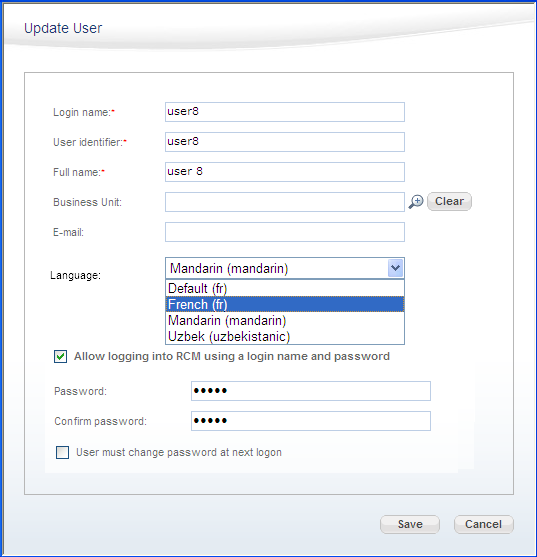 Update User
Login name:* user8
User identifier:* user8
Full name:* user 8
Business Unit: Clear
E-mail:
Language: Mandarin (mandarin)
Default (fr)
French (fr)
Mandarin (mandarin)
Uzbek (uzbekistanic)
Allow logging into RCM using a login name and password
Password: •••••
Confirm password: •••••
User must change password at next logon
Save Cancel